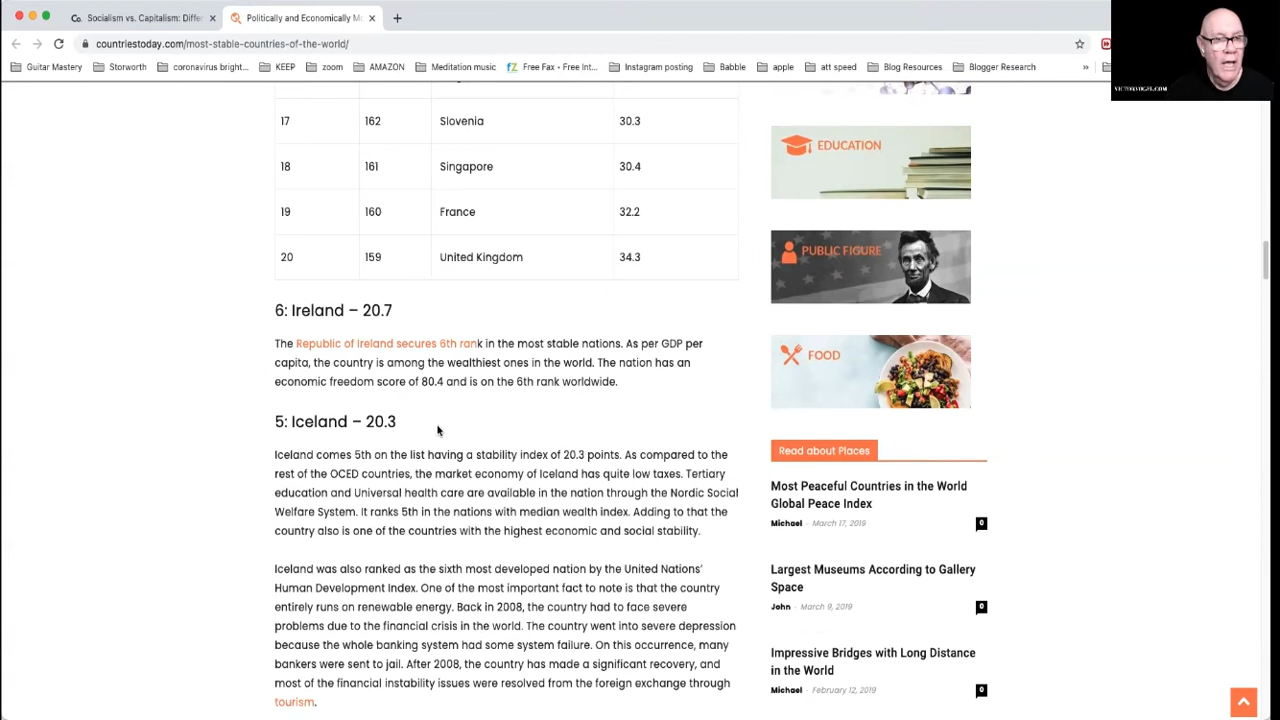 Co. Socialism vs. Capitalism: Differ
Politically and Economically Mo
countriestoday.com/most-stable-countries-of-the-world/
Guitar Mastery
Storworth
coronavirus bright...
KEEP
zoom
AMAZON
Meditation music
Free Fax • Free Int...
Instagram posting
Babble
apple
att speed
Blog Resources
Blogger Research
»
VICTORVOGEL.COM
17 162 Slovenia 30.3
18 161 Singapore 30.4
19 160 France 32.2
20 159 United Kingdom 34.3
6: Ireland – 20.7
The Republic of Ireland secures 6th rank in the most stable nations. As per GDP per
capita, the country is among the wealthiest ones in the world. The nation has an
economic freedom score of 80.4 and is on the 6th rank worldwide.
5: Iceland – 20.3
Iceland comes 5th on the list having a stability index of 20.3 points. As compared to the
rest of the OCED countries, the market economy of Iceland has quite low taxes. Tertiary
education and Universal health care are available in the nation through the Nordic Social
Welfare System. It ranks 5th in the nations with median wealth index. Adding to that the
country also is one of the countries with the highest economic and social stability.
Iceland was also ranked as the sixth most developed nation by the United Nations'
Human Development Index. One of the most important fact to note is that the country
entirely runs on renewable energy. Back in 2008, the country had to face severe
problems due to the financial crisis in the world. The country went into severe depression
because the whole banking system had some system failure. On this occurrence, many
bankers were sent to jail. After 2008, the country has made a significant recovery, and
most of the financial instability issues were resolved from the foreign exchange through
tourism.
EDUCATION
PUBLIC FIGURE
FOOD
Read about Places
Most Peaceful Countries in the World
Global Peace Index
Michael - March 17, 2019 0
Largest Museums According to Gallery
Space
John - March 9, 2019 0
Impressive Bridges with Long Distance
in the World
Michael - February 12, 2019 0